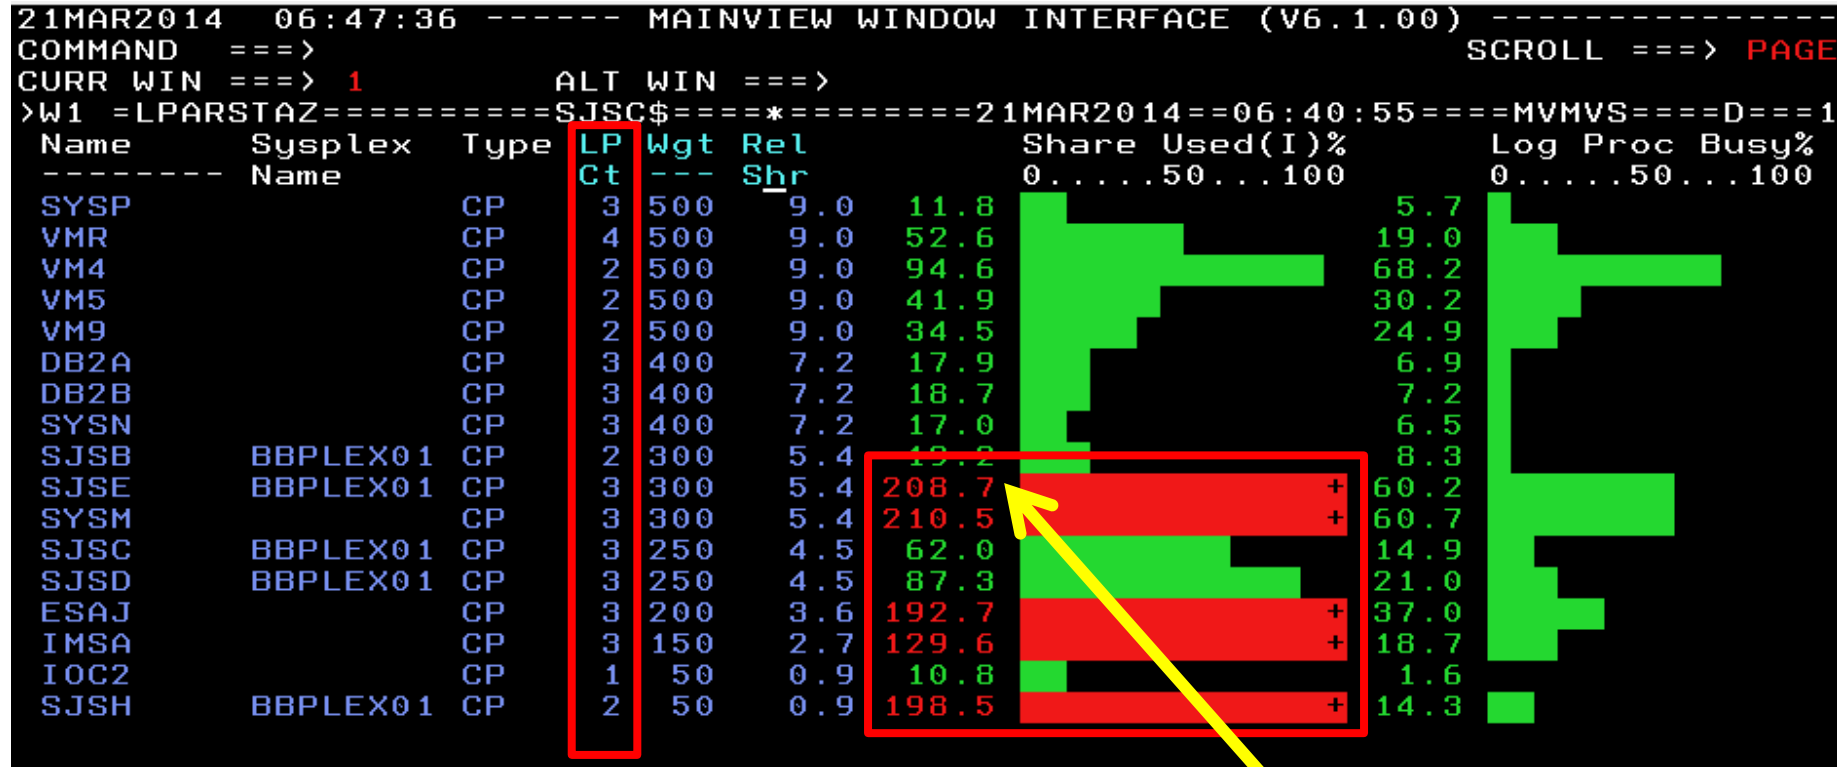 21MAR2014  06:47:36 ------ MAINVIEW WINDOW INTERFACE (V6.1.00) ---------------
COMMAND  ===>                                                 SCROLL ===> PAGE
CURR WIN ===> 1        ALT WIN ===>
>W1 =LPARSTAZ==========SJSC$====*========21MAR2014==06:40:55====MVMVS====D===1
Name     Sysplex  Type LP Wgt Rel         Share Used(I)%      Log Proc Busy%
-------- Name          Ct --- Shr         0......50...100     0......50...100
SYSP              CP    3 500   9.0  11.8                  5.7
VMR               CP    4 500   9.0  52.6                 19.0
VM4               CP    2 500   9.0  94.6                 68.2
VM5               CP    2 500   9.0  41.9                 30.2
VM9               CP    2 500   9.0  34.5                 24.9
DB2A              CP    3 400   7.2  17.9                  6.9
DB2B              CP    3 400   7.2  18.7                  7.2
SYSN              CP    3 400   7.2  17.0                  6.5
SJSB     BBPLEX01 CP    2 300   5.4  19.2                  8.3
SJSE     BBPLEX01 CP    3 300   5.4 208.7              +  60.2
SYSM              CP    3 300   5.4 210.5              +  60.7
SJSC     BBPLEX01 CP    3 250   4.5  62.0                 14.9
SJSD     BBPLEX01 CP    3 250   4.5  87.3                 21.0
ESAJ              CP    3 200   3.6 192.7              +  37.0
IMSA              CP    3 150   2.7 129.6              +  18.7
IOC2              CP    1  50   0.9  10.8                  1.6
SJSH     BBPLEX01 CP    2  50   0.9 198.5              +  14.3